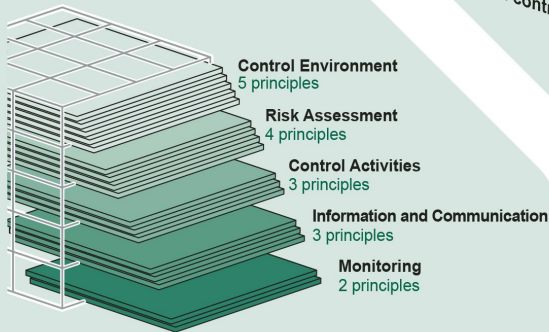 contr
Control Environment
5 principles
Risk Assessment
4 principles
Control Activities
3 principles
Information and Communication
3 principles
Monitoring
2 principles